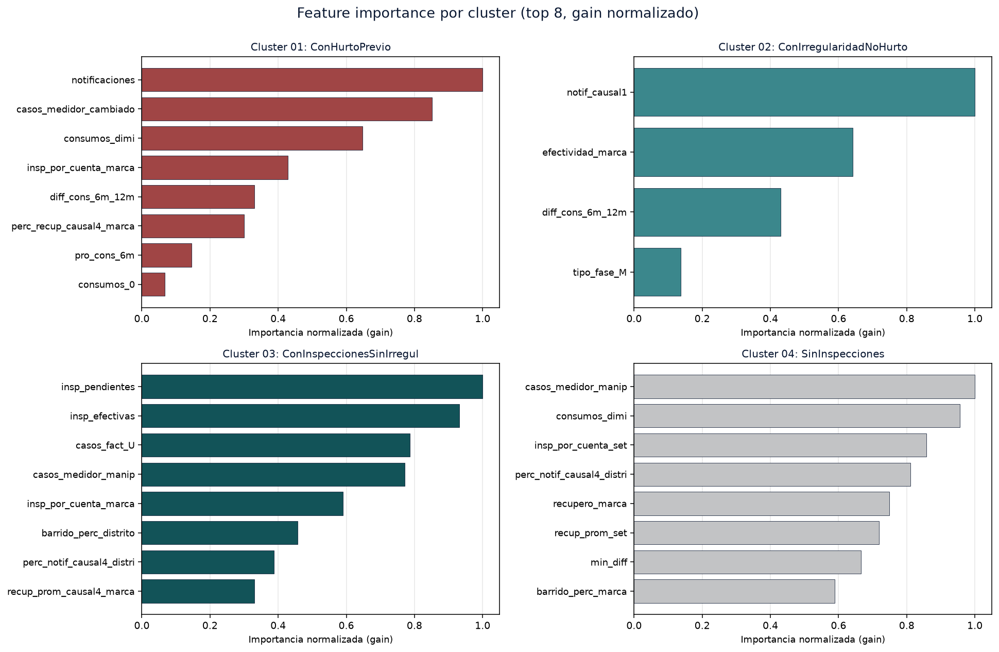 Feature importance por cluster (top 8, gain normalizado)
Cluster 01: ConHurtoPrevio
notificaciones
casos_medidor_cambiado
consumos_dimi
insp_por_cuenta_marca
diff_cons_6m_12m
perc_recup_causal4_marca
pro_cons_6m
consumos_0
0.0 0.2 0.4 0.6 0.8 1.0
Importancia normalizada (gain)
Cluster 02: ConIrregularidadNoHurto
notif_causal1
efectividad_marca
diff_cons_6m_12m
tipo_fase_M
0.0 0.2 0.4 0.6 0.8 1.0
Importancia normalizada (gain)
Cluster 03: ConInspeccionesSinIrregul
insp_pendientes
insp_efectivas
casos_fact_U
casos_medidor_manip
insp_por_cuenta_marca
barrido_perc_distrito
perc_notif_causal4_distri
recup_prom_causal4_marca
0.0 0.2 0.4 0.6 0.8 1.0
Importancia normalizada (gain)
Cluster 04: SinInspecciones
casos_medidor_manip
consumos_dimi
insp_por_cuenta_set
perc_notif_causal4_distri
recupero_marca
recup_prom_set
min_diff
barrido_perc_marca
0.0 0.2 0.4 0.6 0.8 1.0
Importancia normalizada (gain)